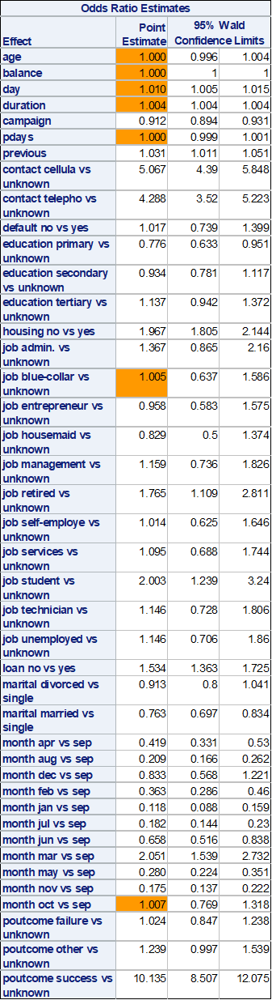 Odds Ratio Estimates
Effect Point Estimate 95% Wald Confidence Limits
age 1.000 0.996 1.004
balance 1.000 1 1
day 1.010 1.005 1.015
duration 1.004 1.004 1.004
campaign 0.912 0.894 0.931
pdays 1.000 0.999 1.001
previous 1.031 1.011 1.051
contact cellula vs unknown 5.067 4.39 5.848
contact telepho vs unknown 4.288 3.52 5.223
default no vs yes 1.017 0.739 1.399
education primary vs unknown 0.776 0.633 0.951
education secondary vs unknown 0.934 0.781 1.117
education tertiary vs unknown 1.137 0.942 1.372
housing no vs yes 1.967 1.805 2.144
job admin. vs unknown 1.367 0.865 2.16
job blue-collar vs unknown 1.005 0.637 1.586
job entrepreneur vs unknown 0.958 0.583 1.575
job housemaid vs unknown 0.829 0.5 1.374
job management vs unknown 1.159 0.736 1.826
job retired vs unknown 1.765 1.109 2.811
job self-employe vs unknown 1.014 0.625 1.646
job services vs unknown 1.095 0.688 1.744
job student vs unknown 2.003 1.239 3.24
job technician vs unknown 1.146 0.728 1.806
job unemployed vs unknown 1.146 0.706 1.86
loan no vs yes 1.534 1.363 1.725
marital divorced vs single 0.913 0.8 1.041
marital married vs single 0.763 0.697 0.834
month apr vs sep 0.419 0.331 0.53
month aug vs sep 0.209 0.166 0.262
month dec vs sep 0.833 0.568 1.221
month feb vs sep 0.363 0.286 0.46
month jan vs sep 0.118 0.088 0.159
month jul vs sep 0.182 0.144 0.23
month jun vs sep 0.658 0.516 0.838
month mar vs sep 2.051 1.539 2.732
month may vs sep 0.280 0.224 0.351
month nov vs sep 0.175 0.137 0.222
month oct vs sep 1.007 0.769 1.318
poutcome failure vs unknown 1.024 0.847 1.238
poutcome other vs unknown 1.239 0.997 1.539
poutcome success vs unknown 10.135 8.507 12.075